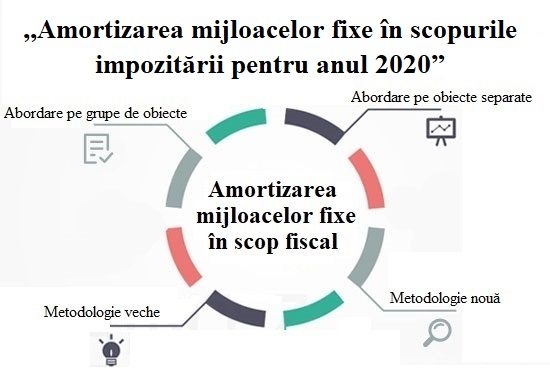 „Amortizarea mijloacelor fixe în scopurile
impozitării pentru anul 2020”
Abordare pe grupe de obiecte
Abordare pe obiecte separate
Amortizarea
mijloacelor fixe
în scop fiscal
Metodologie veche
Metodologie nouă